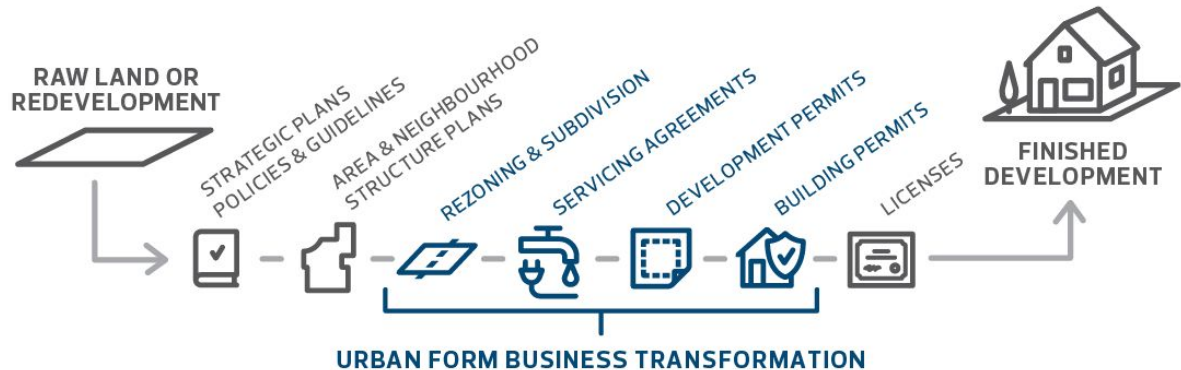 RAW LAND OR
REDEVELOPMENT
STRATEGIC PLANS
POLICIES & GUIDELINES
AREA & NEIGHBOURHOOD
STRUCTURE PLANS
REZONING & SUBDIVISION
SERVICING AGREEMENTS
DEVELOPMENT PERMITS
BUILDING PERMITS
LICENSES
FINISHED
DEVELOPMENT
URBAN FORM BUSINESS TRANSFORMATION